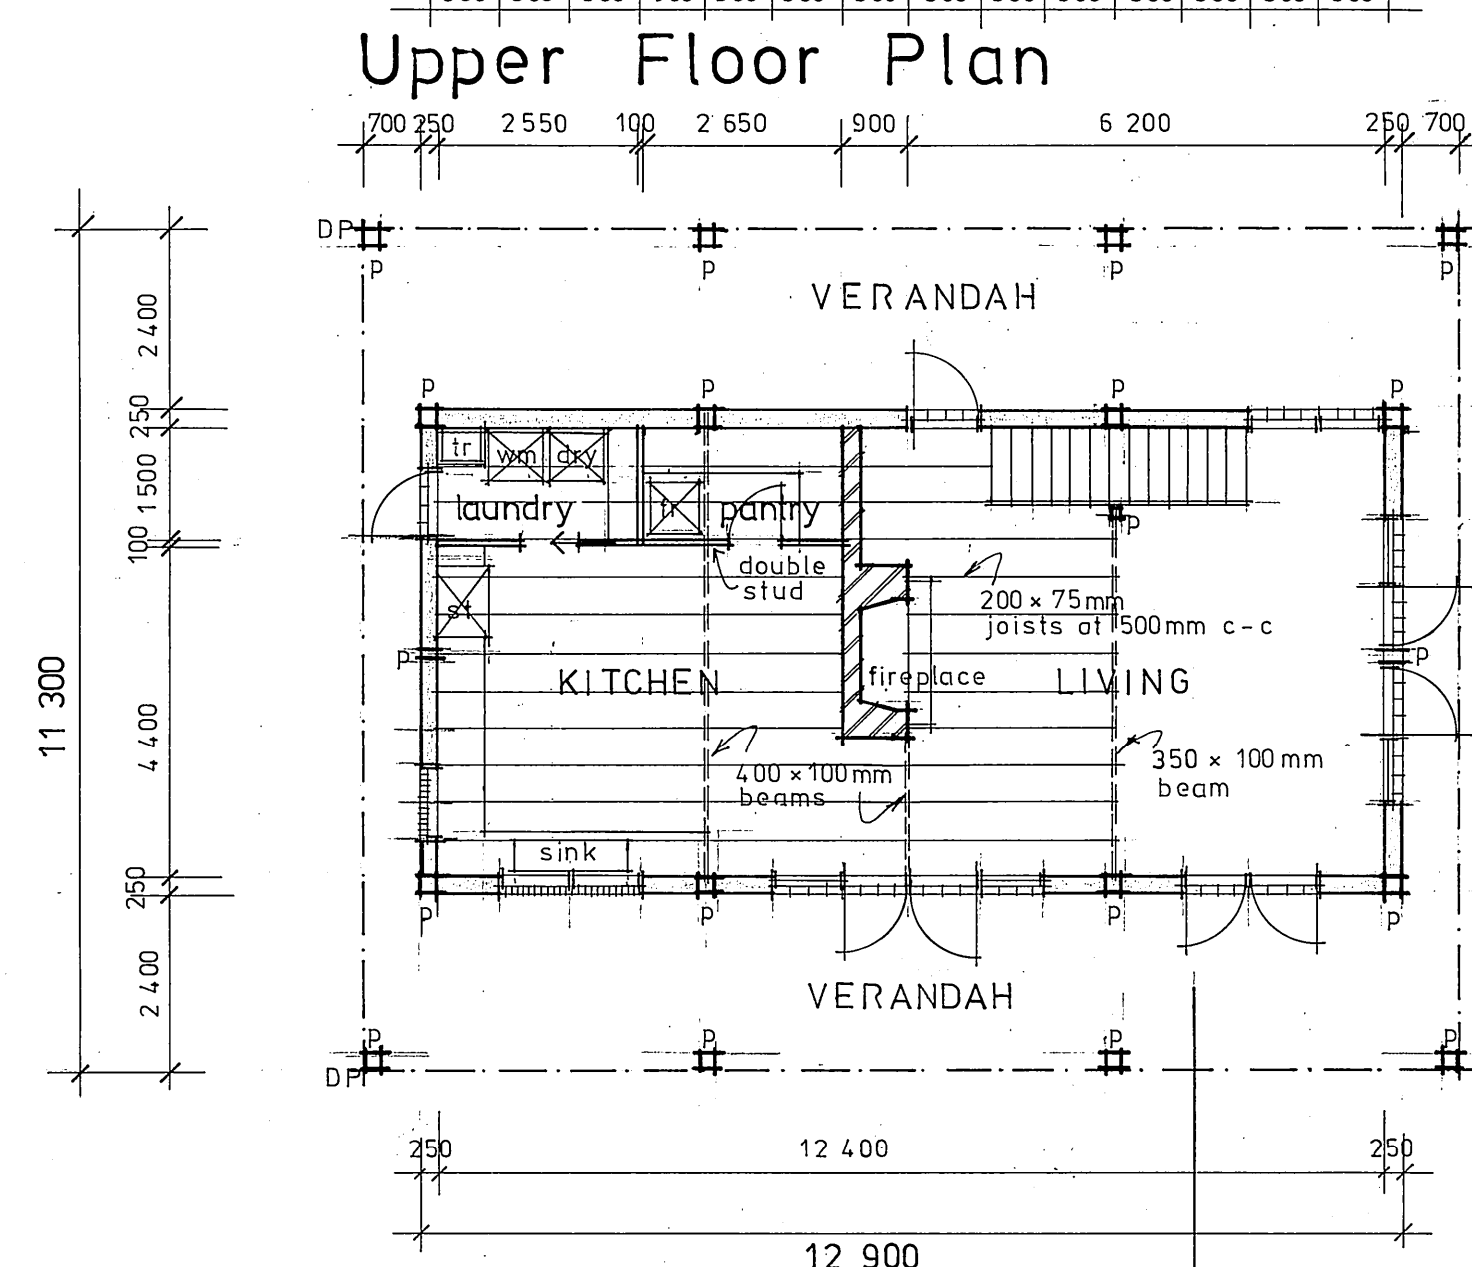 Upper Floor Plan
700 250 2 550 100 2 650 900 6 200 250 700
DP
p p p p
VERANDAH
2 400
p p p p
250
tr wm dry
1 500
laundry fr pantry
p
100
double
stud
200 x 75mm
joists at 500mm c-c
st
p
p
fireplace
KITCHEN LIVING
11 300
4 400
400 x 100mm
beams
350 x 100mm
beam
sink
250
p p p p
2 400
VERANDAH
p p p p
DP
250 12 400 250
12 900